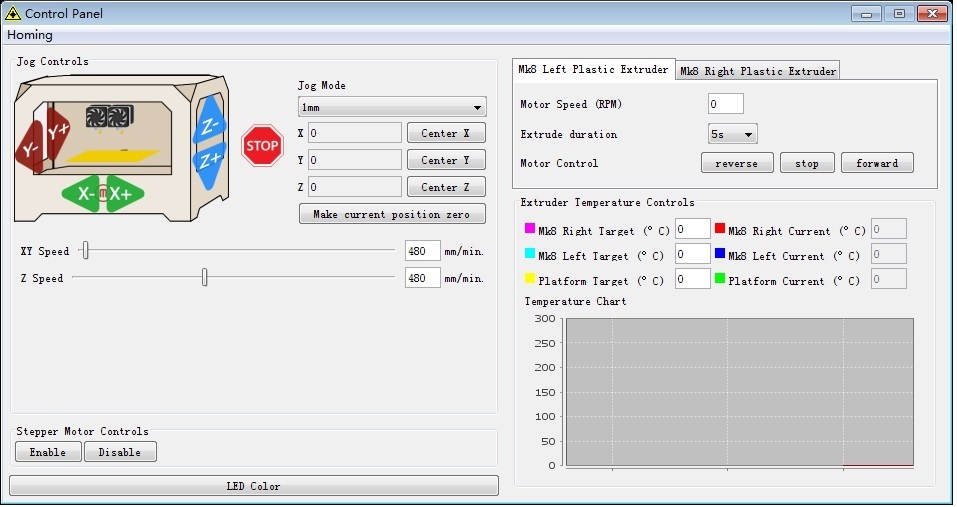 Control Panel
Homing
Jog Controls
Y- Y+
Z-
Z+
X- m X+
STOP
Jog Mode
1mm
X 0 Center X
Y 0 Center Y
Z 0 Center Z
Make current position zero
XY Speed 480 mm/min.
Z Speed 480 mm/min.
Stepper Motor Controls
Enable Disable
LED Color
Mk8 Left Plastic Extruder Mk8 Right Plastic Extruder
Motor Speed (RPM) 0
Extrude duration 5s
Motor Control reverse stop forward
Extruder Temperature Controls
Mk8 Right Target (° C) 0 Mk8 Right Current (° C) 0
Mk8 Left Target (° C) 0 Mk8 Left Current (° C) 0
Platform Target (° C) 0 Platform Current (° C) 0
Temperature Chart
300
250
200
150
100
50
0